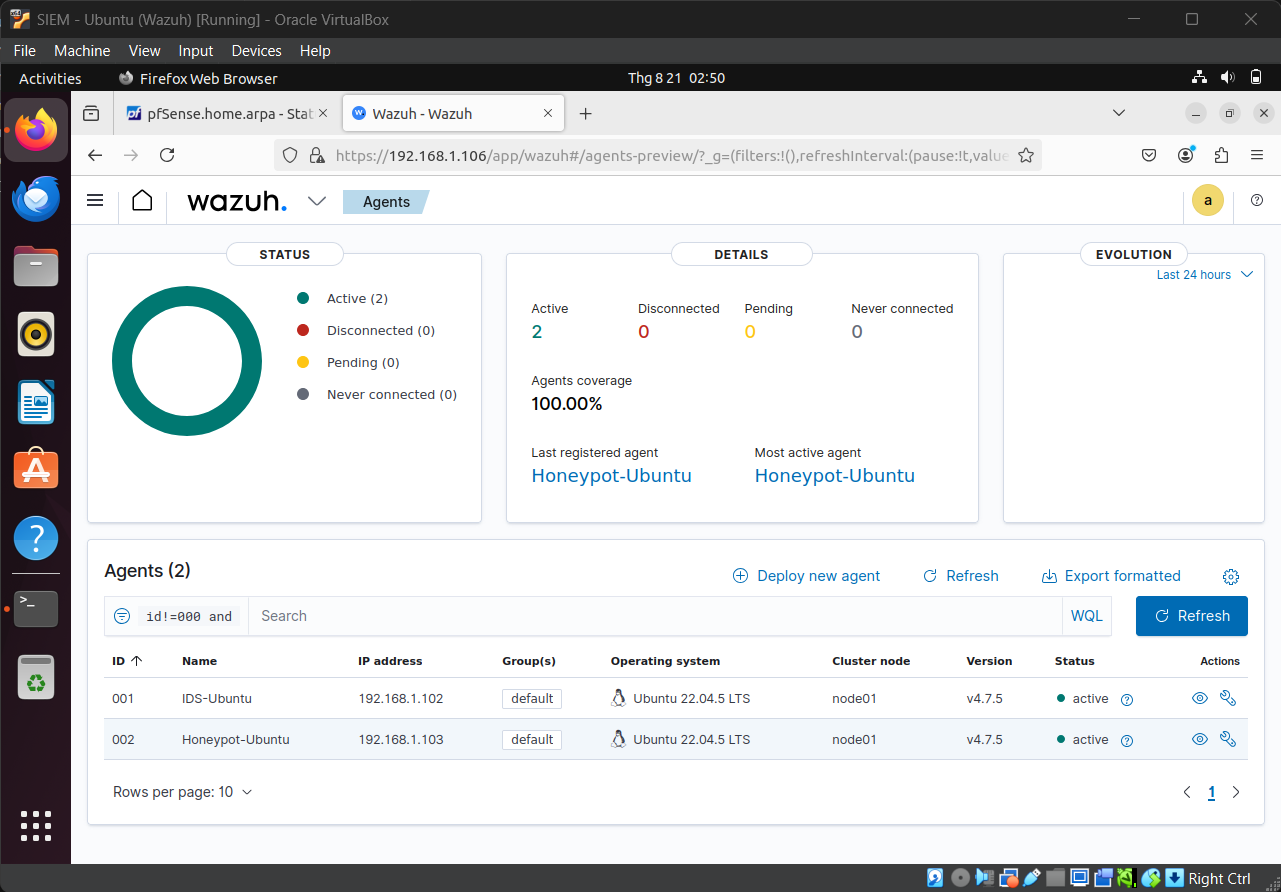 SIEM - Ubuntu (Wazuh) [Running] - Oracle VirtualBox
File Machine View Input Devices Help
Activities Firefox Web Browser Thg 8 21 02:50
pfSense.home.arpa - Stat Wazuh - Wazuh
https://192.168.1.106/app/wazuh#/agents-preview/?_g=(filters:!(),refreshInterval:(pause:!t,value
wazuh. Agents a
STATUS
Active (2)
Disconnected (0)
Pending (0)
Never connected (0)
DETAILS
Active Disconnected Pending Never connected
2 0 0 0
Agents coverage
100.00%
Last registered agent Most active agent
Honeypot-Ubuntu Honeypot-Ubuntu
EVOLUTION
Last 24 hours
Agents (2) Deploy new agent Refresh Export formatted
id!=000 and Search WQL Refresh
ID Name IP address Group(s) Operating system Cluster node Version Status Actions
001 IDS-Ubuntu 192.168.1.102 default Ubuntu 22.04.5 LTS node01 v4.7.5 active
002 Honeypot-Ubuntu 192.168.1.103 default Ubuntu 22.04.5 LTS node01 v4.7.5 active
Rows per page: 10 1
Right Ctrl